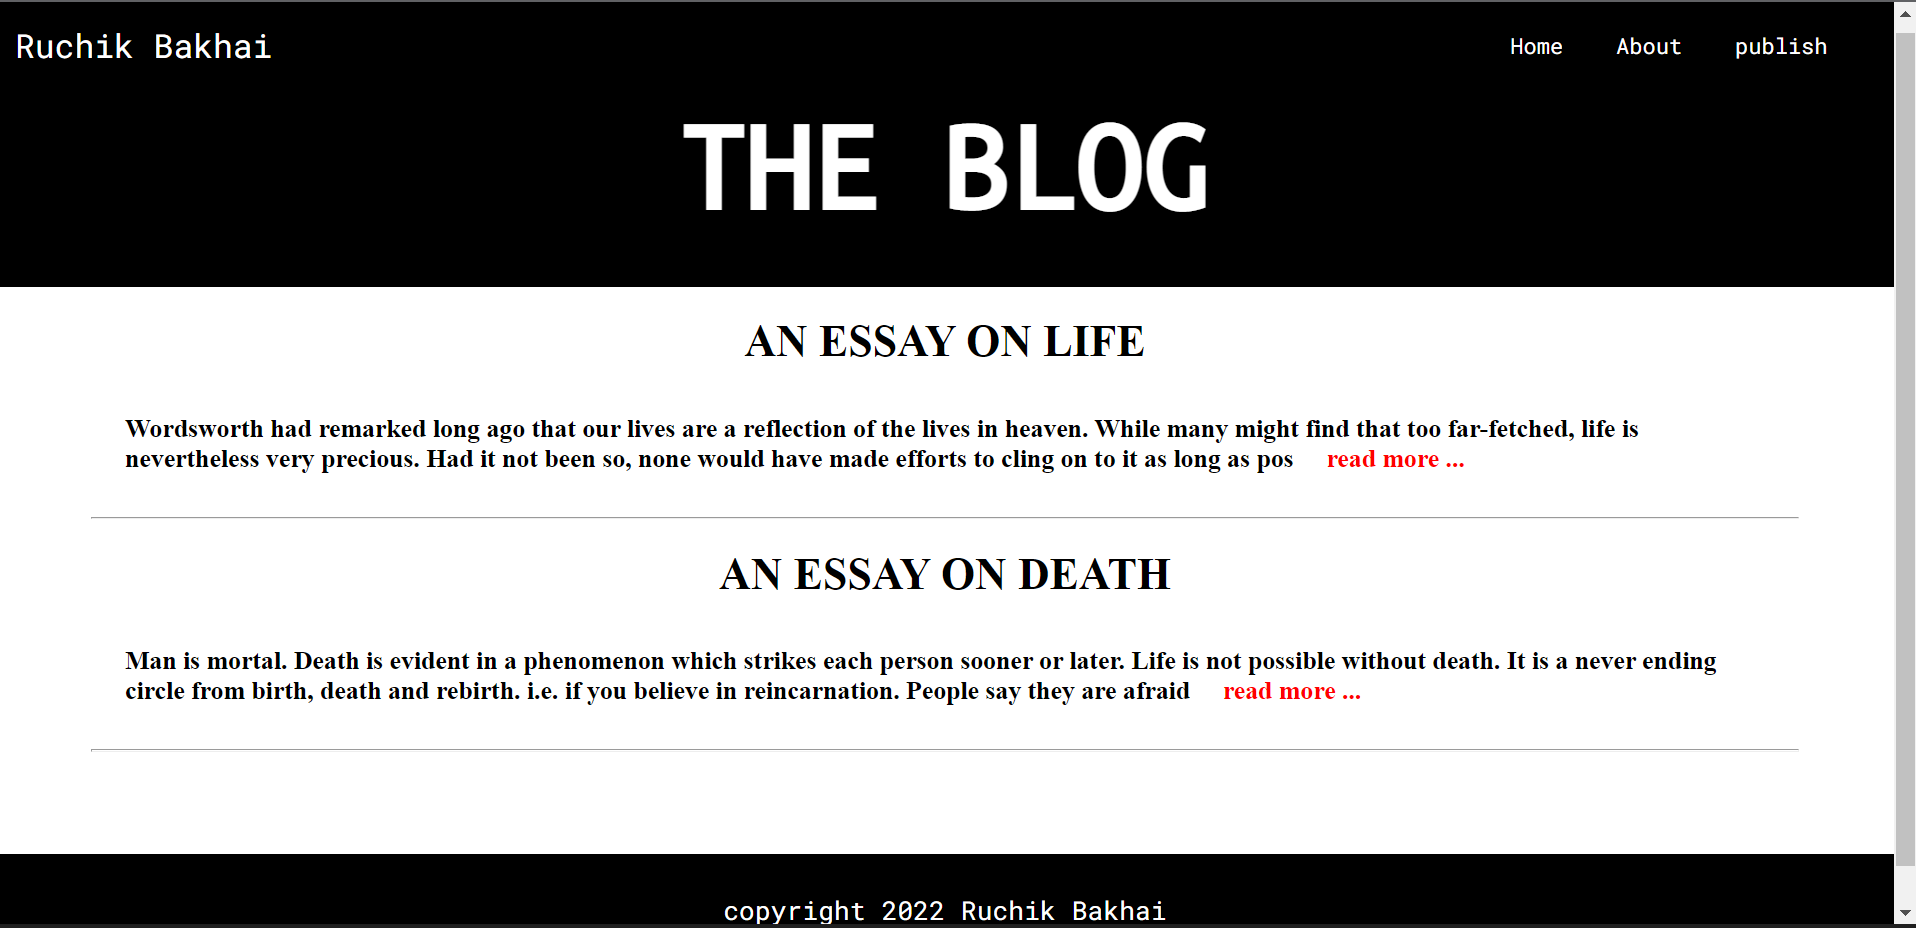 Ruchik Bakhai
Home About publish
THE BLOG
AN ESSAY ON LIFE
Wordsworth had remarked long ago that our lives are a reflection of the lives in heaven. While many might find that too far-fetched, life is
nevertheless very precious. Had it not been so, none would have made efforts to cling on to it as long as pos read more ...
AN ESSAY ON DEATH
Man is mortal. Death is evident in a phenomenon which strikes each person sooner or later. Life is not possible without death. It is a never ending
circle from birth, death and rebirth. i.e. if you believe in reincarnation. People say they are afraid read more ...
copyright 2022 Ruchik Bakhai